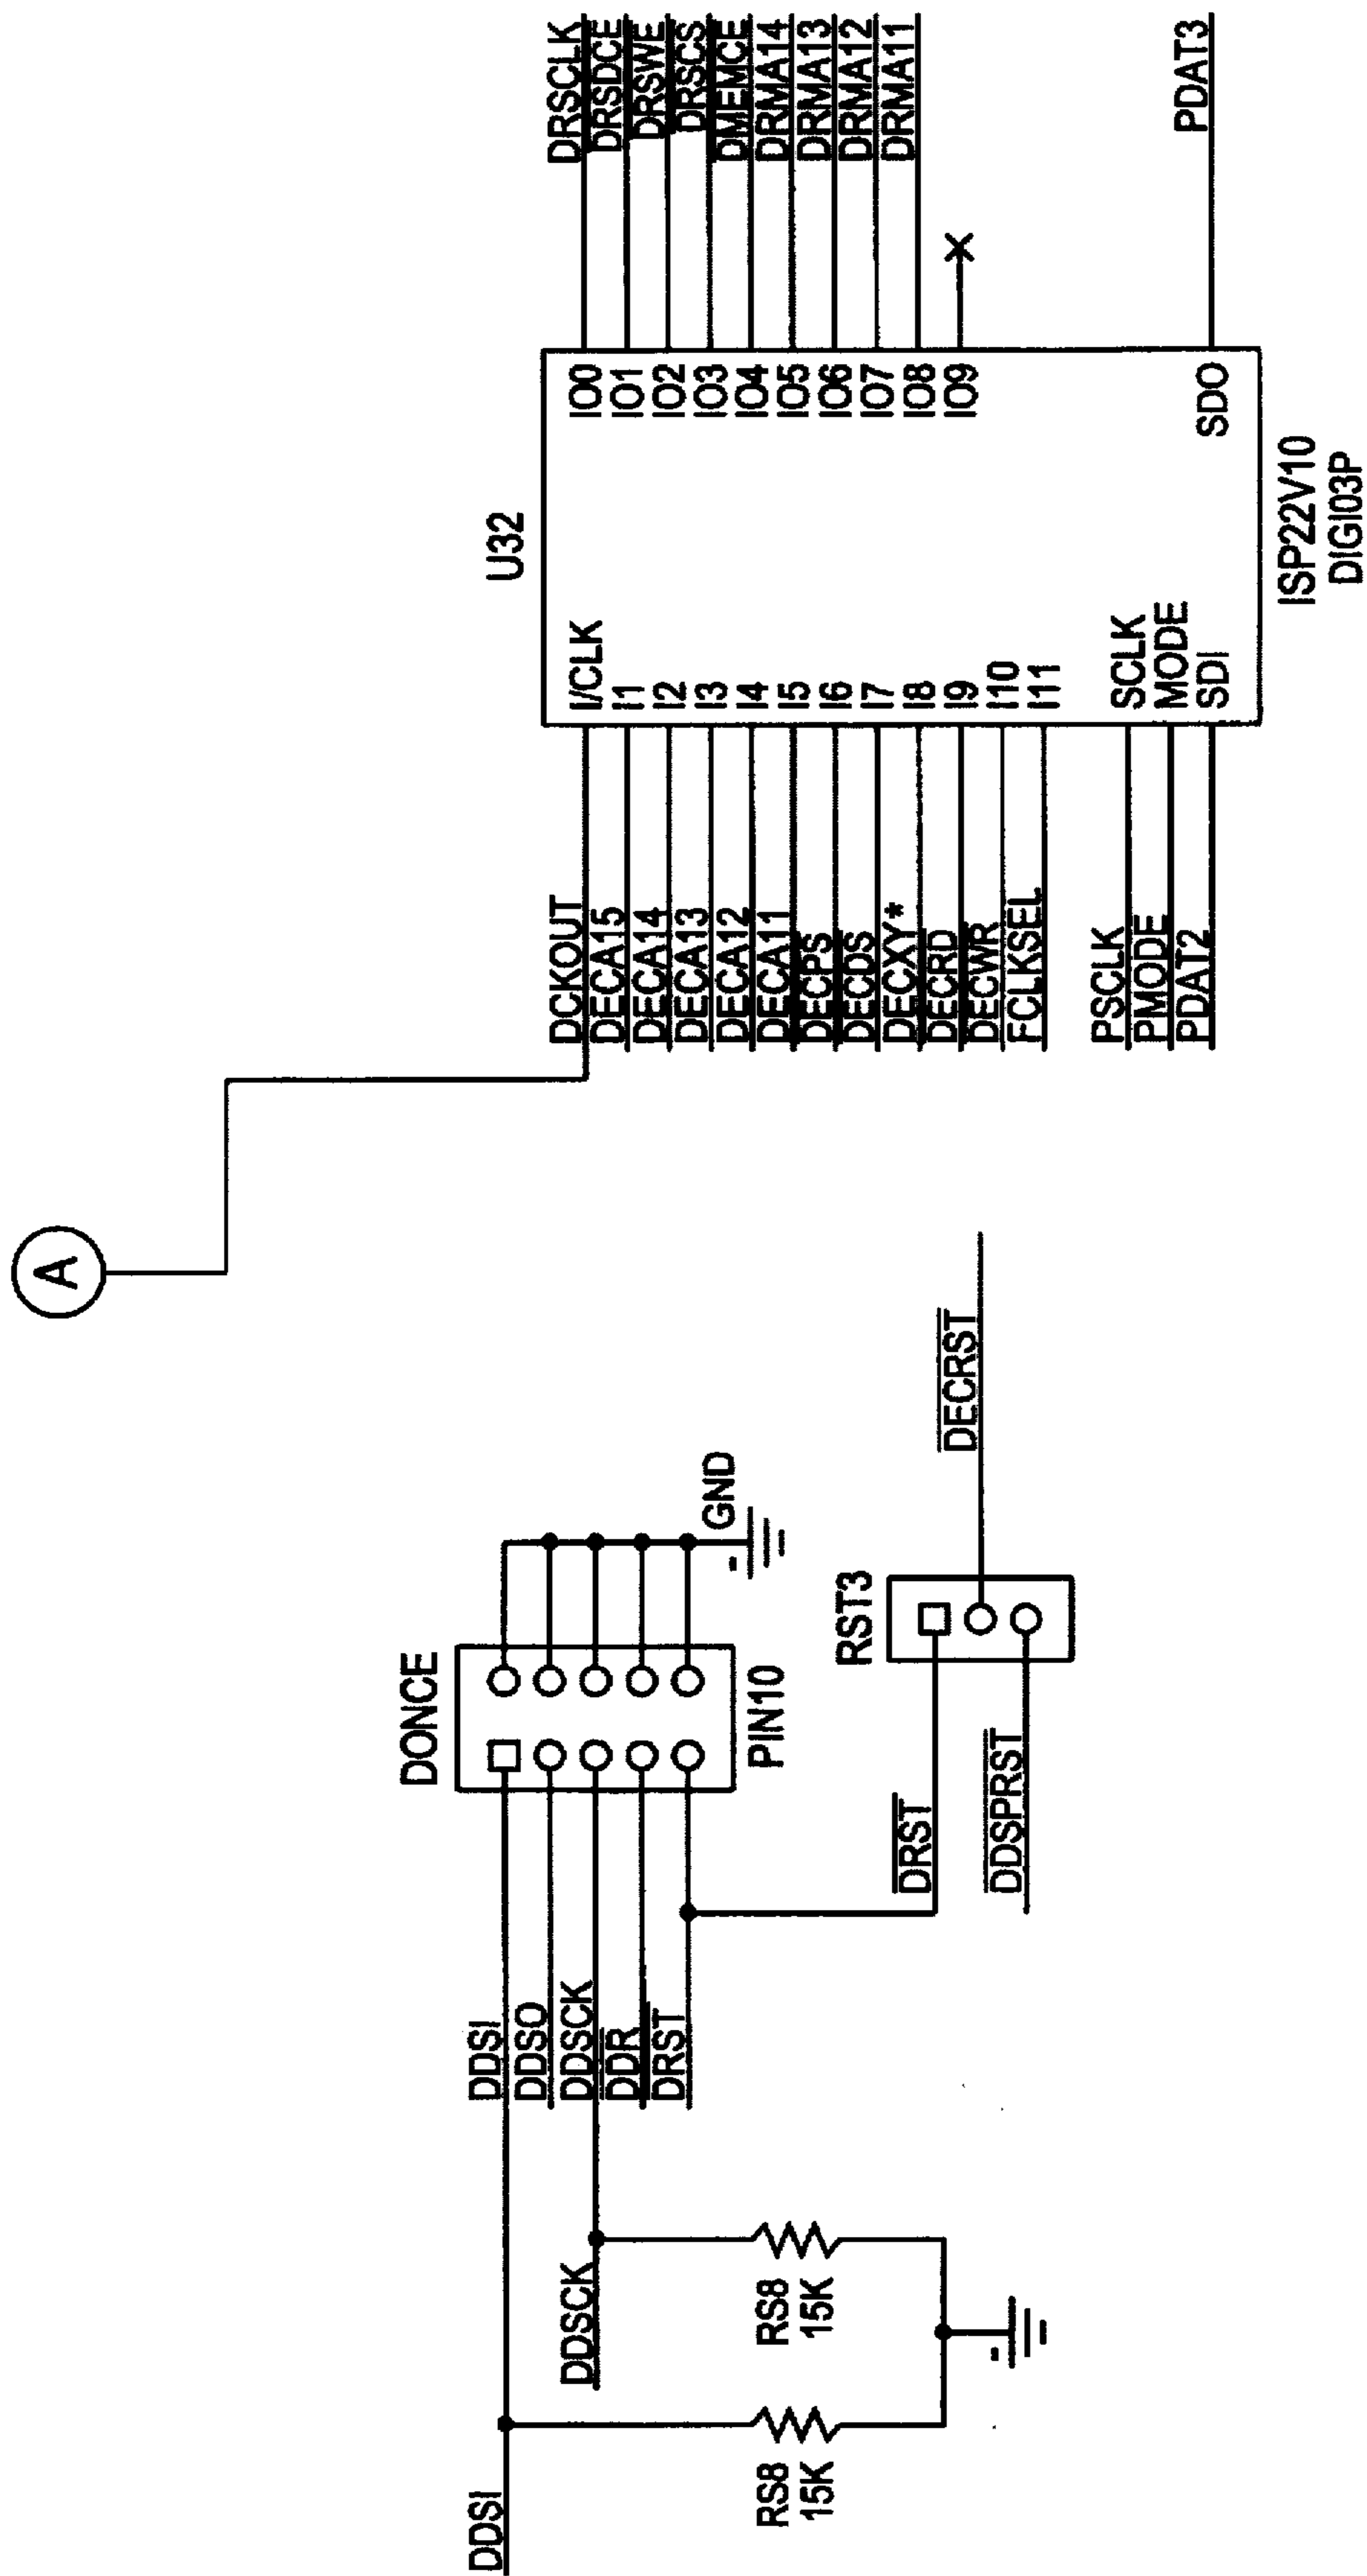 A
DDSI
DDSCK
RS8
15K
RS8
15K
DDSI
DDSO
DDSCK
DDR
DRST
DONCE
PIN10
GND
DRST
DDSPRST
RST3
DECRST
DCKOUT
DECA15
DECA14
DECA13
DECA12
DECA11
DECPS
DECDS
DECXY*
DECRD
DECWR
FCLKSEL
PSCLK
PMODE
PDAT2
U32
I/CLK
I1
I2
I3
I4
I5
I6
I7
I8
I9
I10
I11
SCLK
MODE
SDI
IO0
IO1
IO2
IO3
IO4
IO5
IO6
IO7
IO8
IO9
SDO
ISP22V10
DIGI03P
DRSCLK
DRSDCE
DRSWE
DRSCS
DMEMCE
DRMA14
DRMA13
DRMA12
DRMA11
PDAT3